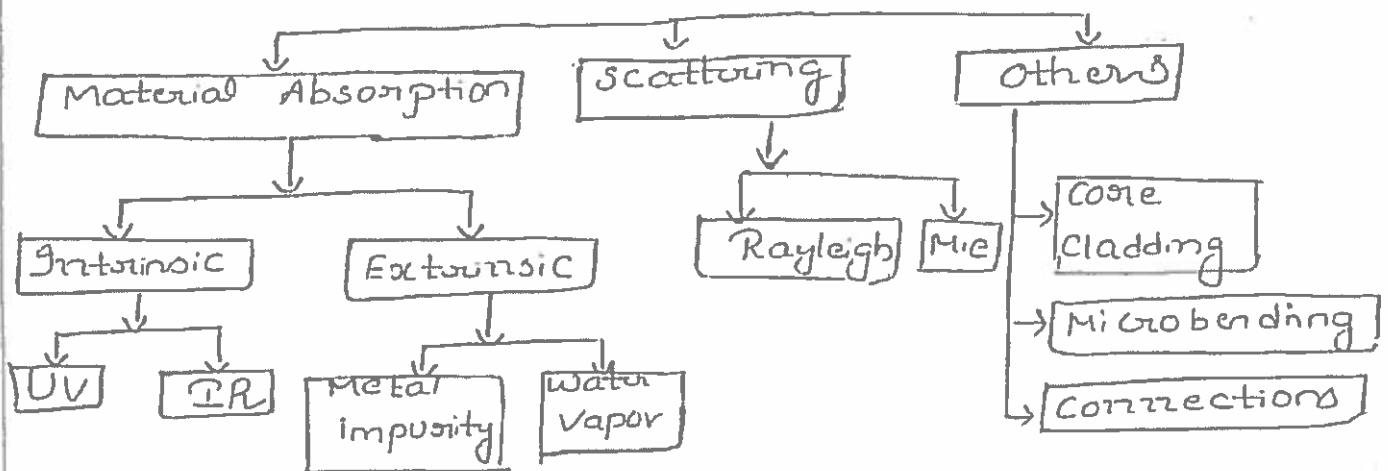 Material Absorption
Scattering
Others
Intrinsic
Extrinsic
Rayleigh
Mie
Core
Cladding
UV
IR
Metal
impurity
Water
Vapor
Microbending
Connections